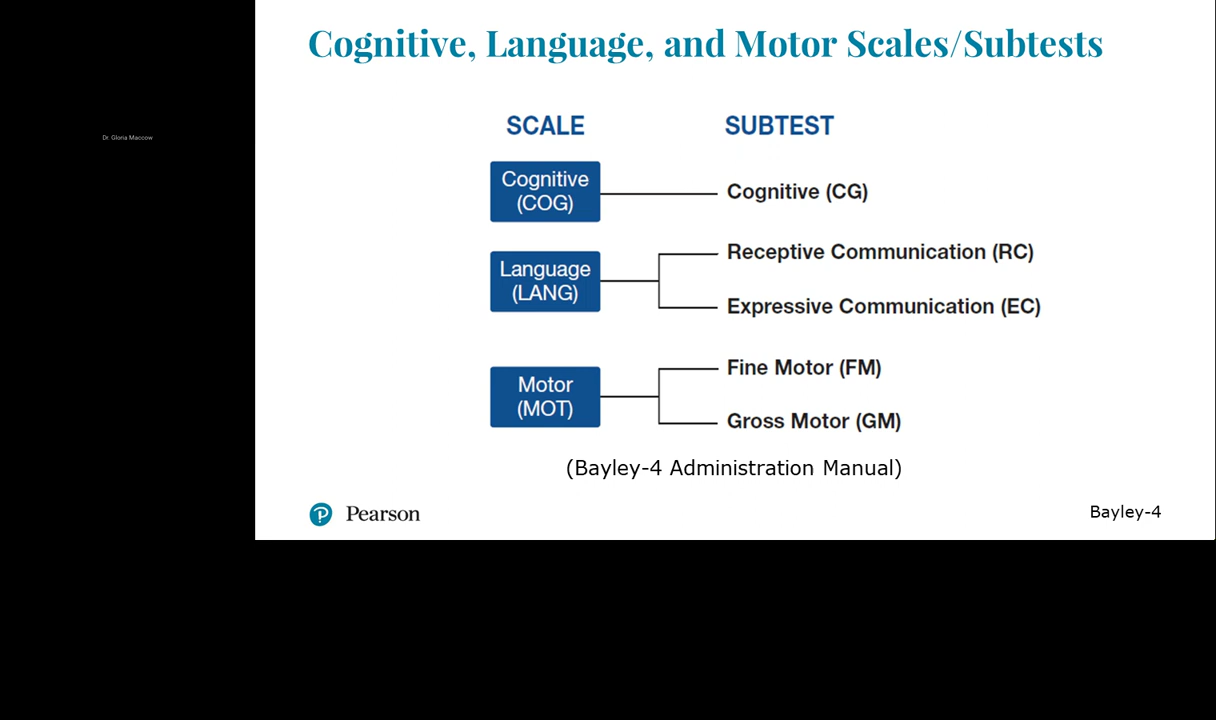 Cognitive, Language, and Motor Scales/Subtests
Dr. Gloria Maccow
SCALE
SUBTEST
Cognitive
(COG)
Cognitive (CG)
Language
(LANG)
Receptive Communication (RC)
Expressive Communication (EC)
Motor
(MOT)
Fine Motor (FM)
Gross Motor (GM)
(Bayley-4 Administration Manual)
Pearson
Bayley-4